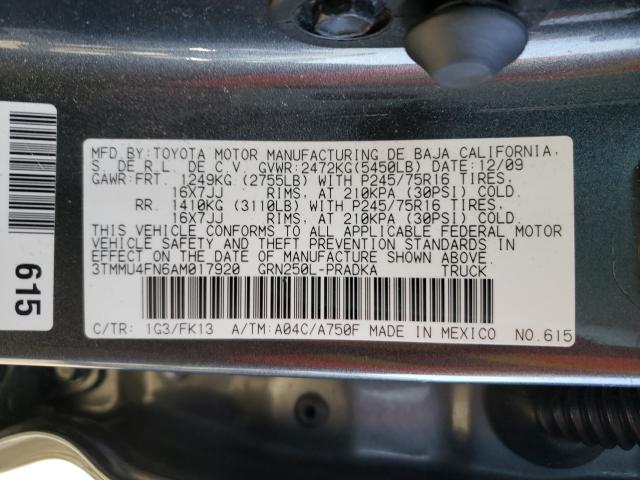 MFD.BY:TOYOTA MOTOR MANUFACTURING DE BAJA CALIFORNIA,
S. DE R.L. DE C.V. GVWR:2472KG(5450LB) DATE:12/09
GAWR:FRT. 1249KG (2755LB) WITH P245/75R16 TIRES,
16X7JJ RIMS, AT 210KPA (30PSI) COLD.
RR. 1410KG (3110LB) WITH P245/75R16 TIRES,
16X7JJ RIMS, AT 210KPA (30PSI) COLD.
THIS VEHICLE CONFORMS TO ALL APPLICABLE FEDERAL MOTOR
VEHICLE SAFETY AND THEFT PREVENTION STANDARDS IN
EFFECT ON THE DATE OF MANUFACTURE SHOWN ABOVE.
3TMMU4FN6AM017920 GRN250L-PRADKA TRUCK
C/TR: 1G3/FK13 A/TM:A04C/A750F MADE IN MEXICO NO.615
615